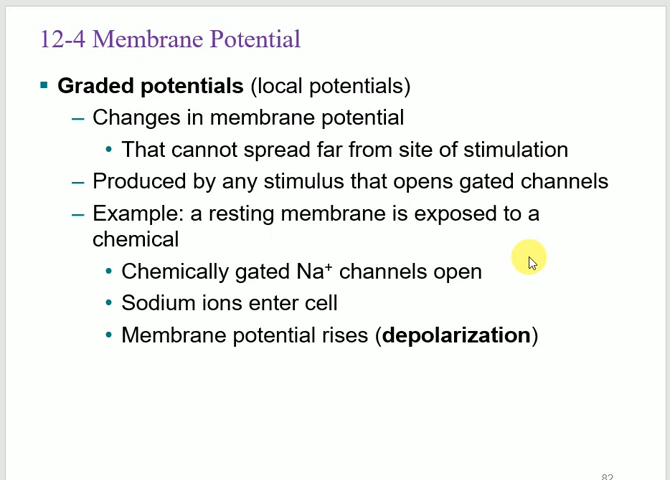 12-4 Membrane Potential
▪ Graded potentials (local potentials)
– Changes in membrane potential
• That cannot spread far from site of stimulation
– Produced by any stimulus that opens gated channels
– Example: a resting membrane is exposed to a
chemical
• Chemically gated Na⁺ channels open
• Sodium ions enter cell
• Membrane potential rises (depolarization)
82